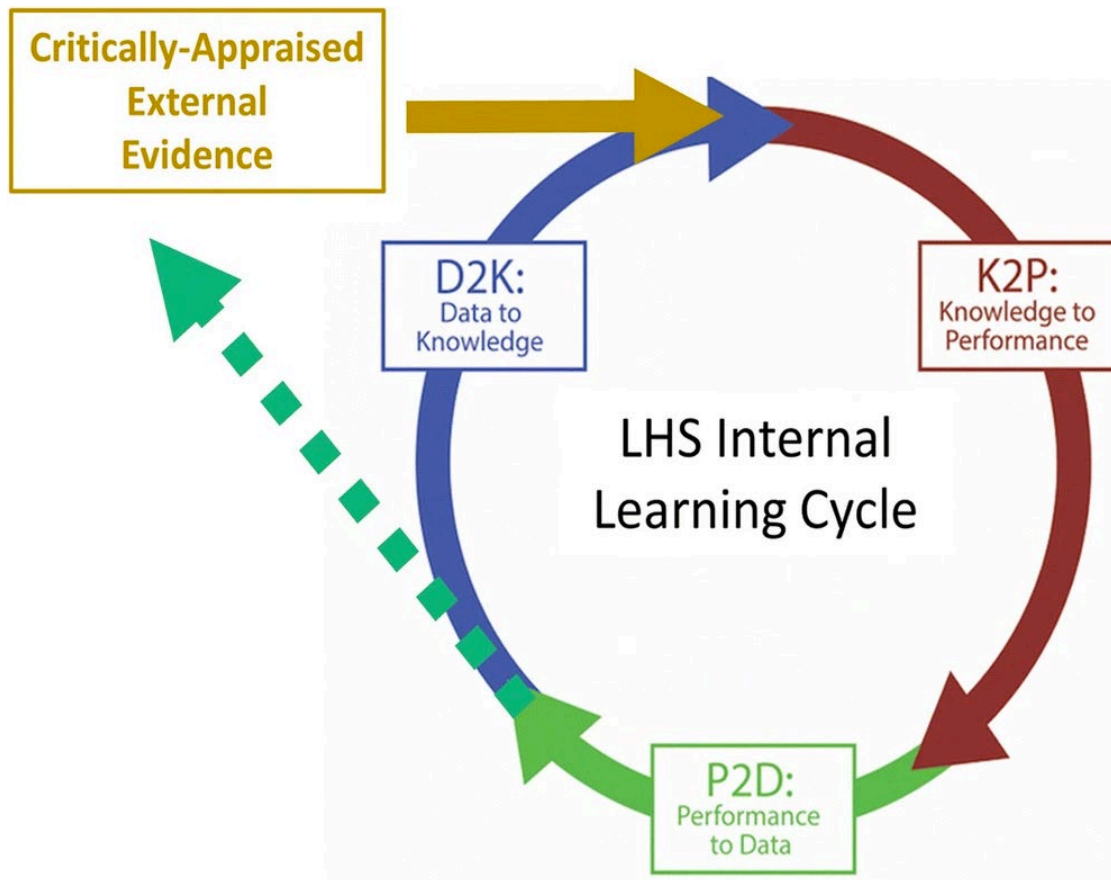 Critically-Appraised
External
Evidence
D2K:
Data to
Knowledge
K2P:
Knowledge to
Performance
LHS Internal
Learning Cycle
P2D:
Performance
to Data